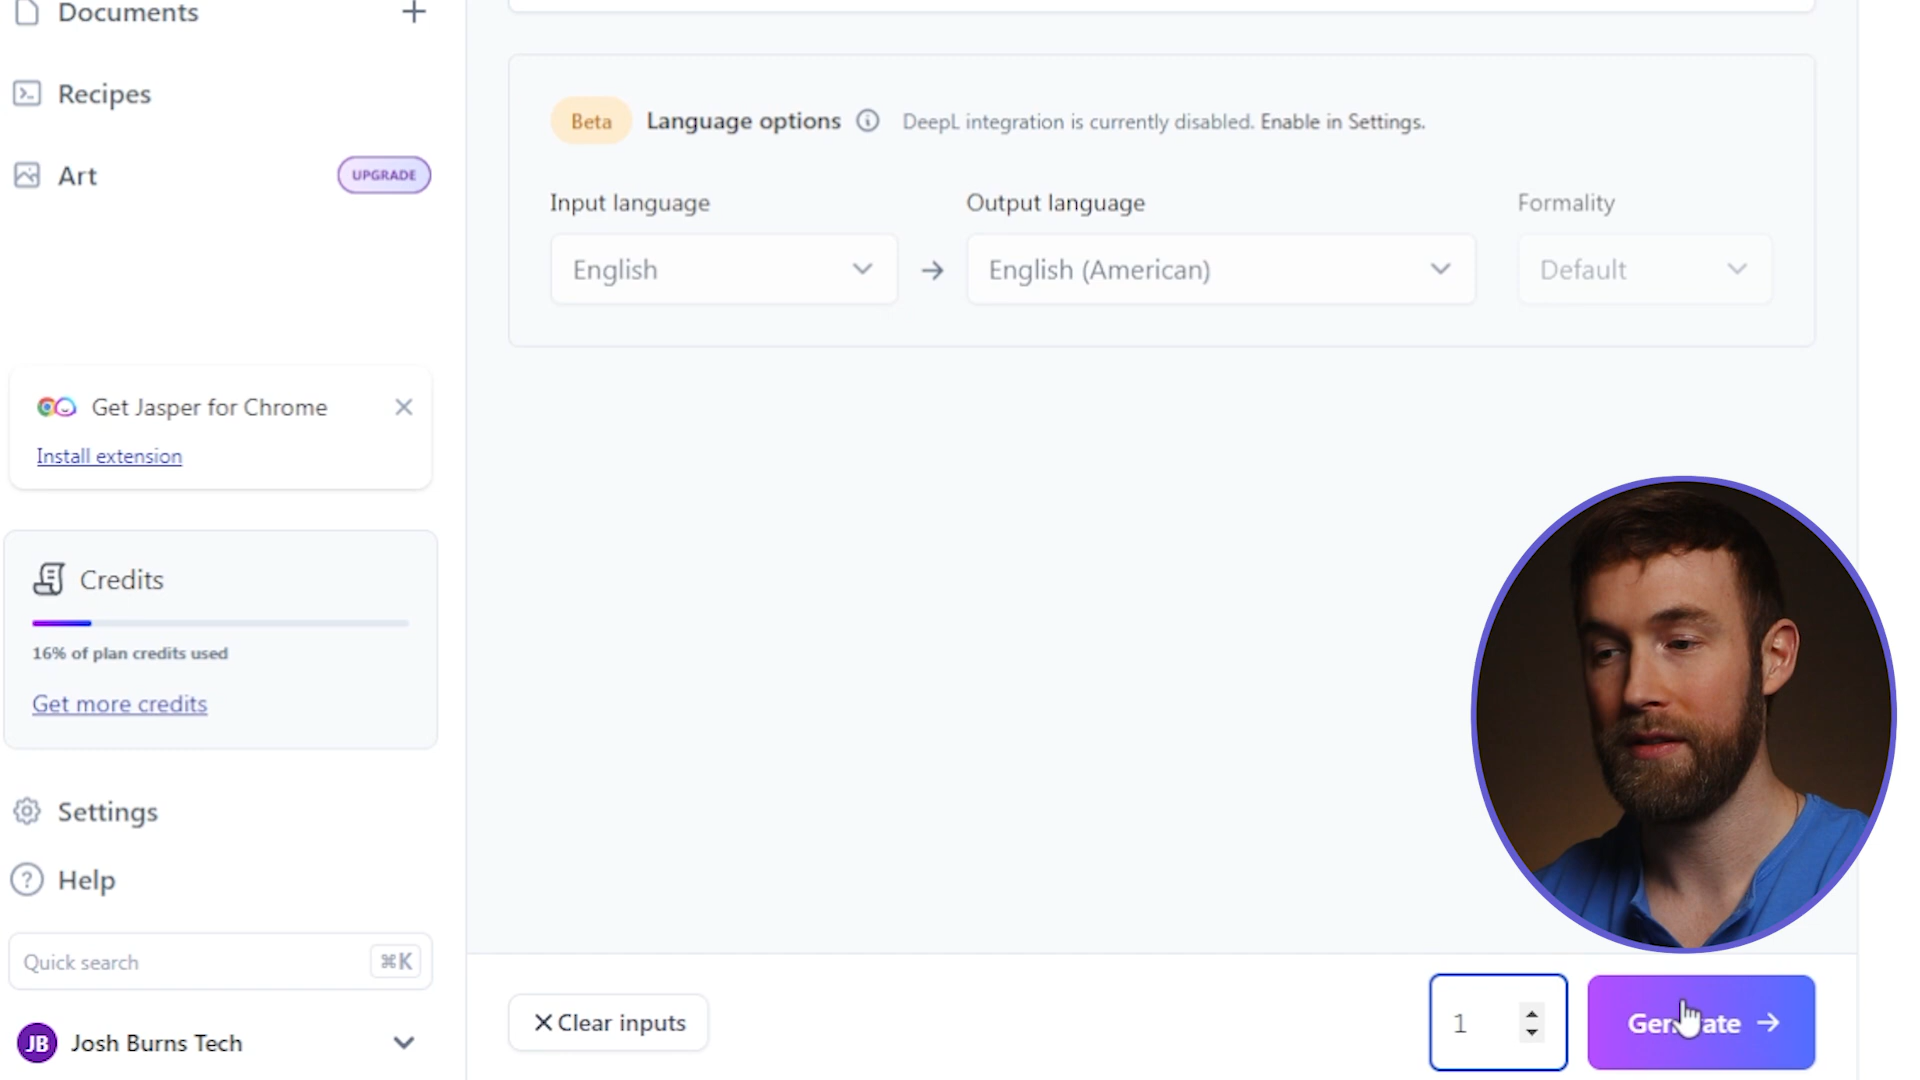 Documents
Recipes
Art
UPGRADE
Get Jasper for Chrome
Install extension
Credits
16% of plan credits used
Get more credits
Settings
Help
Quick search
⌘K
JB
Josh Burns Tech
Beta Language options DeepL integration is currently disabled. Enable in Settings.
Input language
Output language
Formality
English
English (American)
Default
Clear inputs
1
Generate